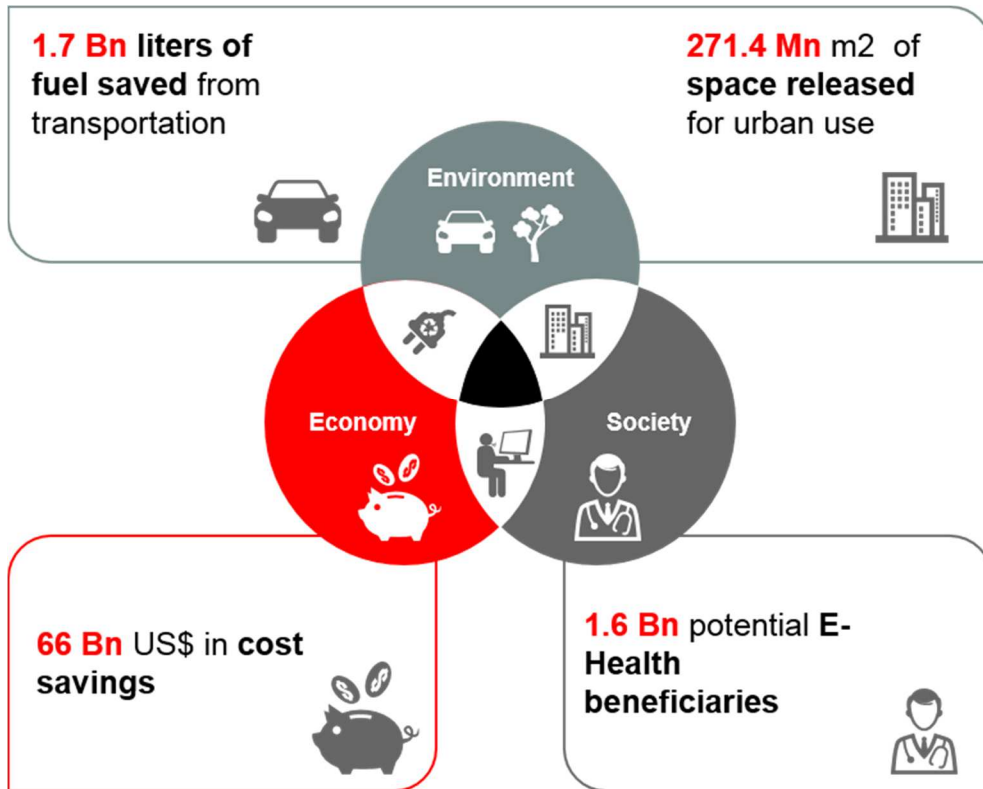 1.7 Bn liters of
fuel saved from
transportation
271.4 Mn m2 of
space released
for urban use
Environment
Economy
Society
66 Bn US$ in cost
savings
1.6 Bn potential E-
Health
beneficiaries